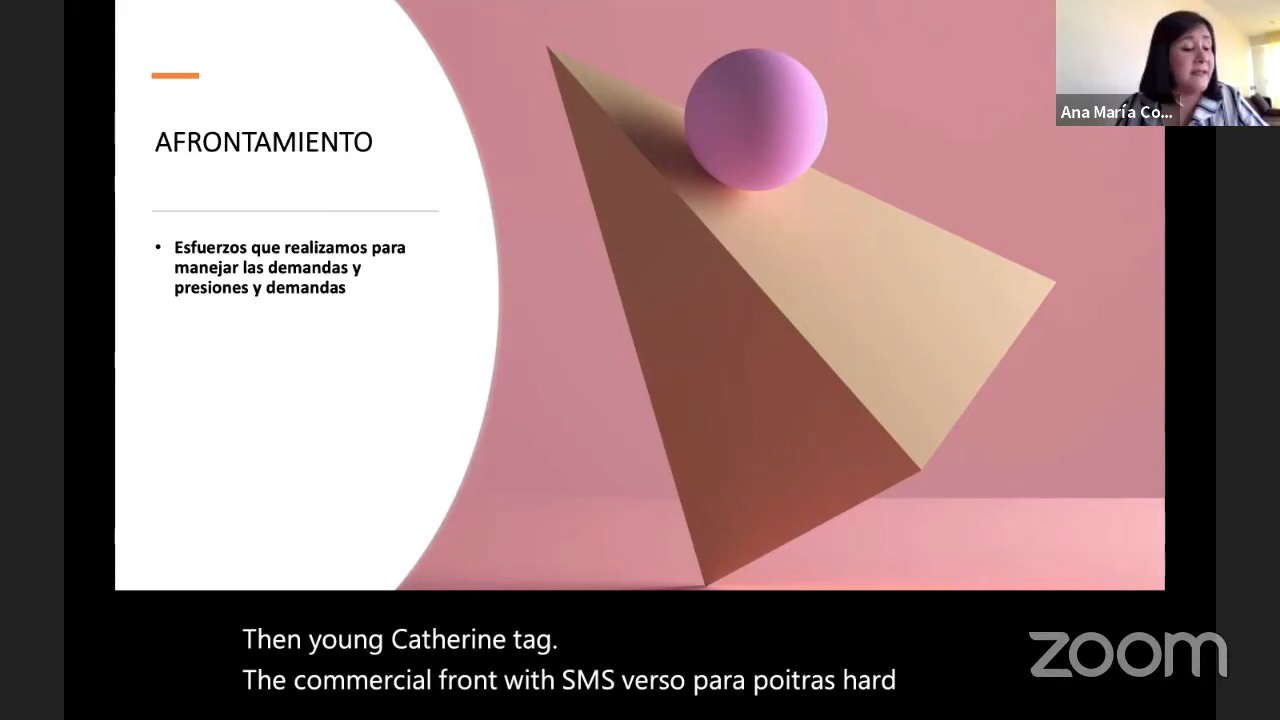 AFRONTAMIENTO
• Esfuerzos que realizamos para
manejar las demandas y
presiones y demandas
Ana María Co...
Then young Catherine tag.
The commercial front with SMS verso para poitras hard
zoom